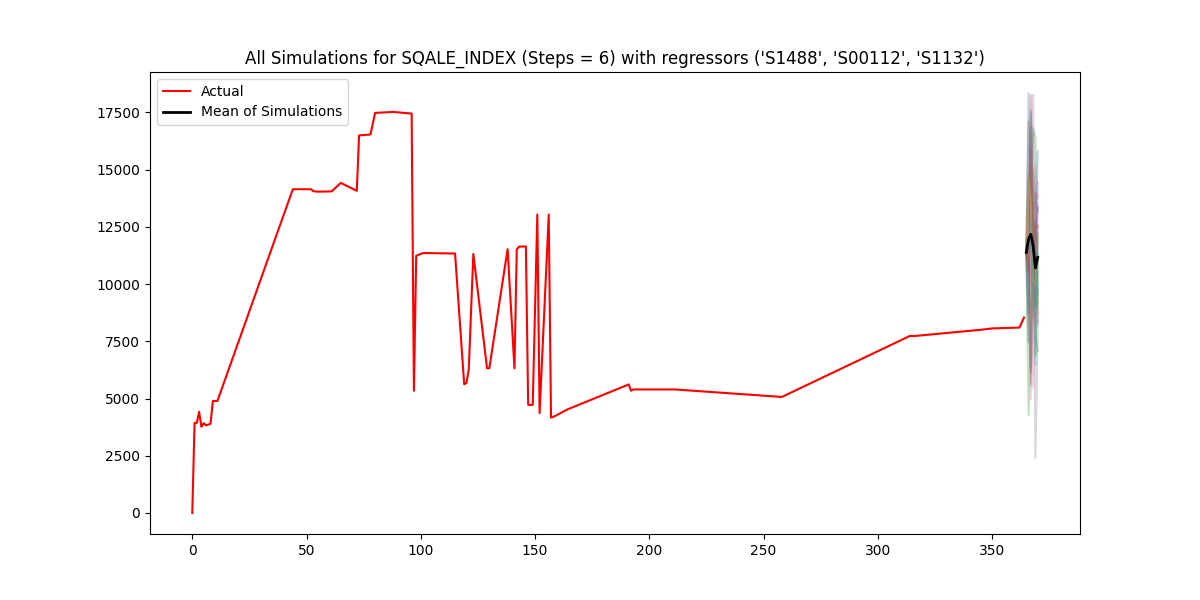 All Simulations for SQALE_INDEX (Steps = 6) with regressors ('S1488', 'S00112', 'S1132')
Actual
Mean of Simulations
17500
15000
12500
10000
7500
5000
2500
0
0 50 100 150 200 250 300 350